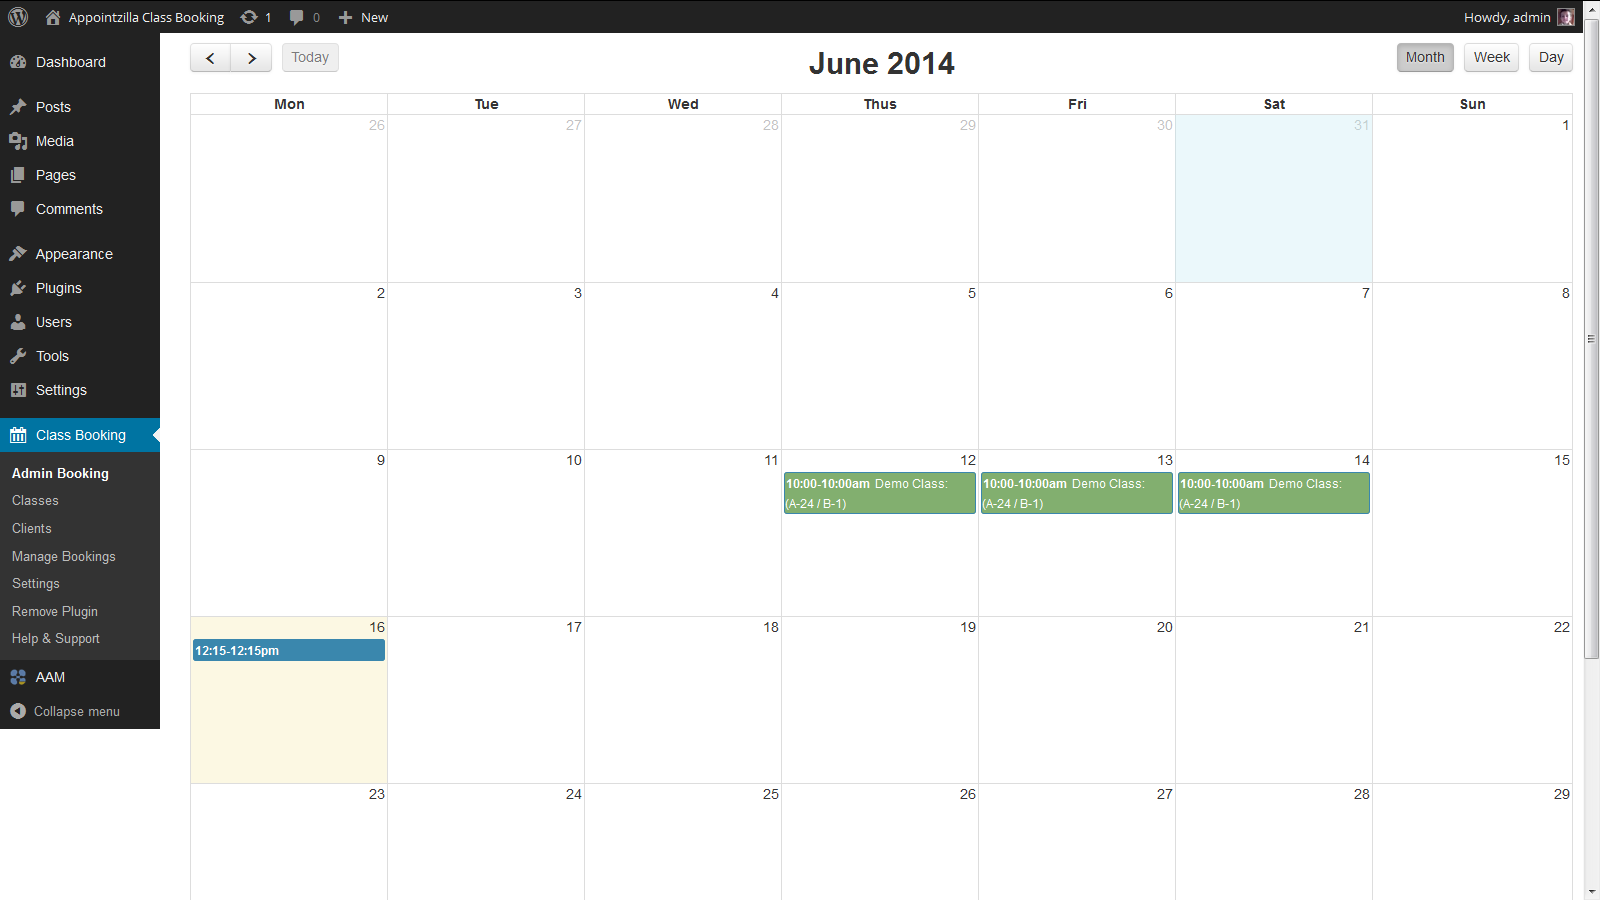 Appointzilla Class Booking 1 0 New Howdy, admin
Dashboard
Posts
Media
Pages
Comments
Appearance
Plugins
Users
Tools
Settings
Class Booking
Admin Booking
Classes
Clients
Manage Bookings
Settings
Remove Plugin
Help & Support
AAM
Collapse menu
Today
June 2014
Month Week Day
Mon Tue Wed Thus Fri Sat Sun
26 27 28 29 30 31 1
2 3 4 5 6 7 8
9 10 11 12 13 14 15
10:00-10:00am Demo Class:
(A-24 / B-1)
10:00-10:00am Demo Class:
(A-24 / B-1)
10:00-10:00am Demo Class:
(A-24 / B-1)
16 17 18 19 20 21 22
12:15-12:15pm
23 24 25 26 27 28 29